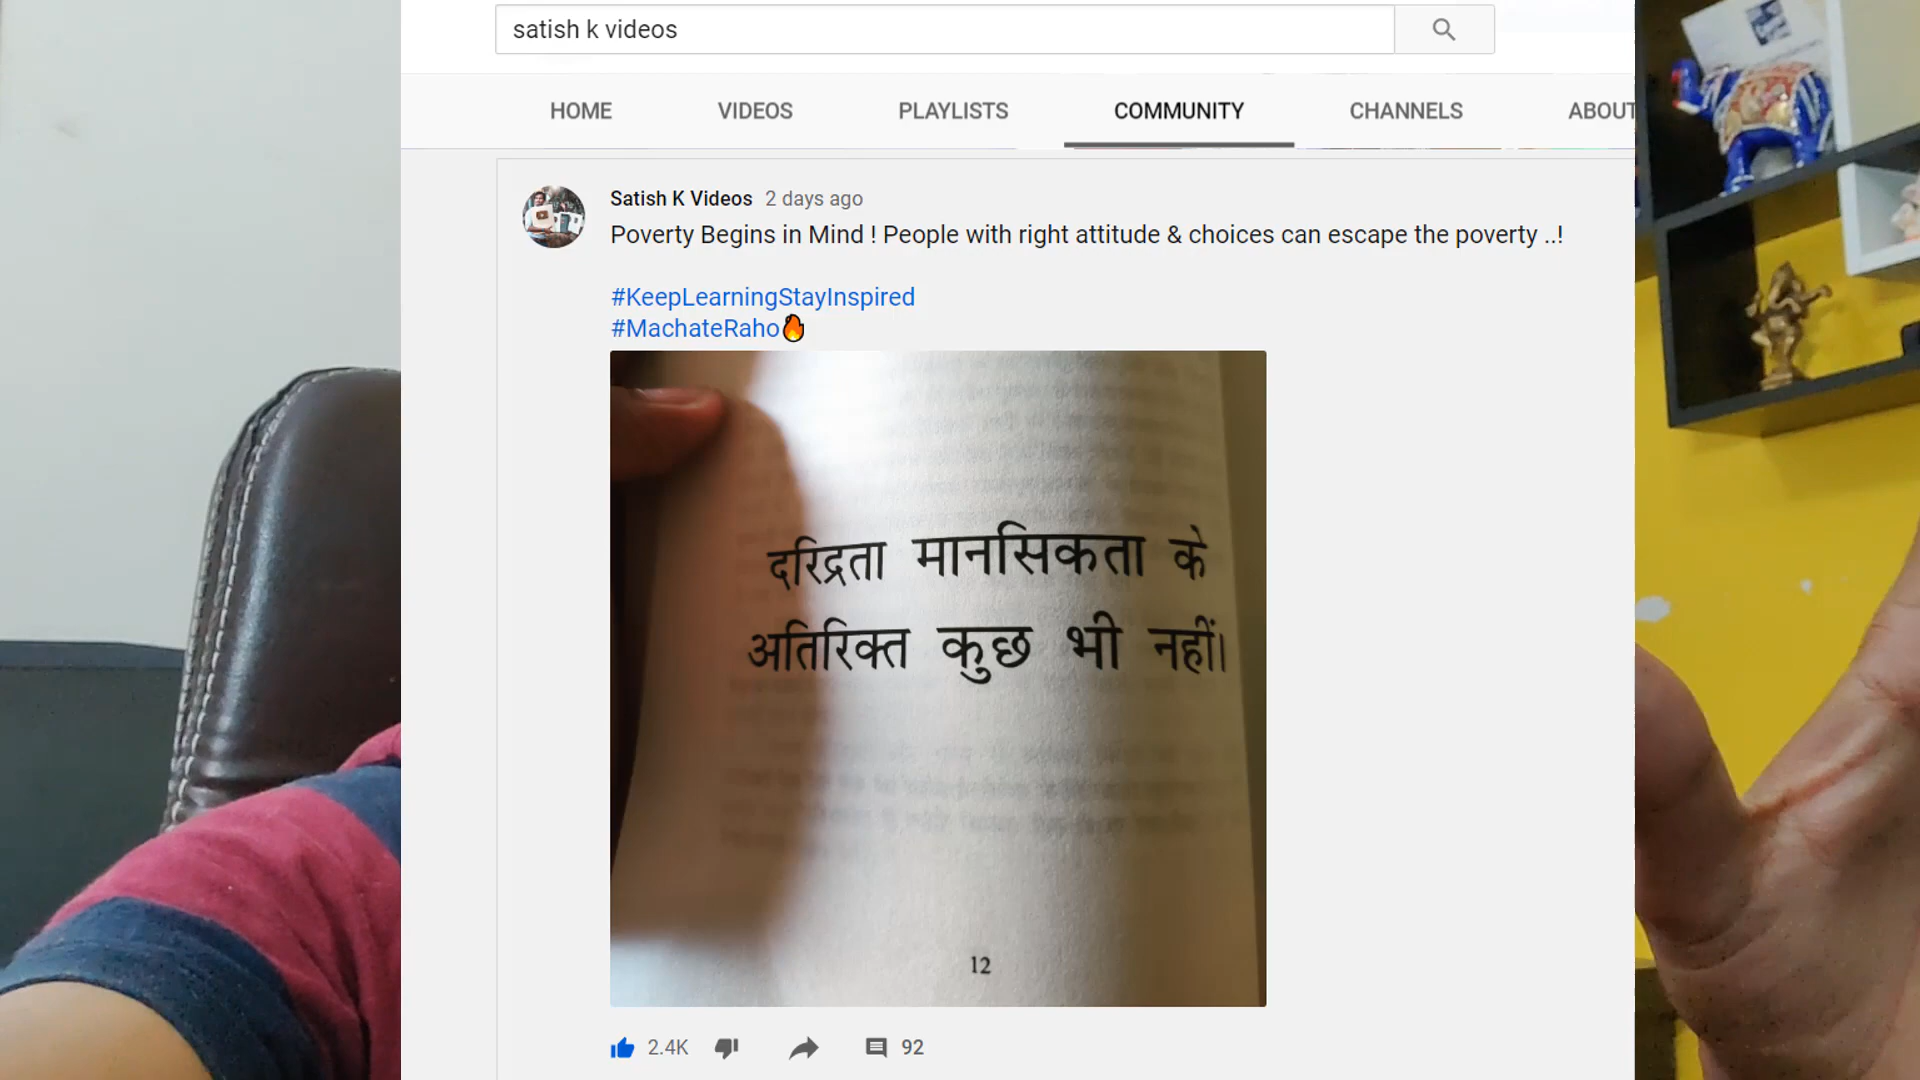 satish k videos
HOME VIDEOS PLAYLISTS COMMUNITY CHANNELS ABOUT
Satish K Videos 2 days ago
Poverty Begins in Mind ! People with right attitude & choices can escape the poverty ..!
#KeepLearningStayInspired
#MachateRaho🔥
दरिद्रता मानसिकता के
अतिरिक्त कुछ भी नहीं।
12
2.4K 92